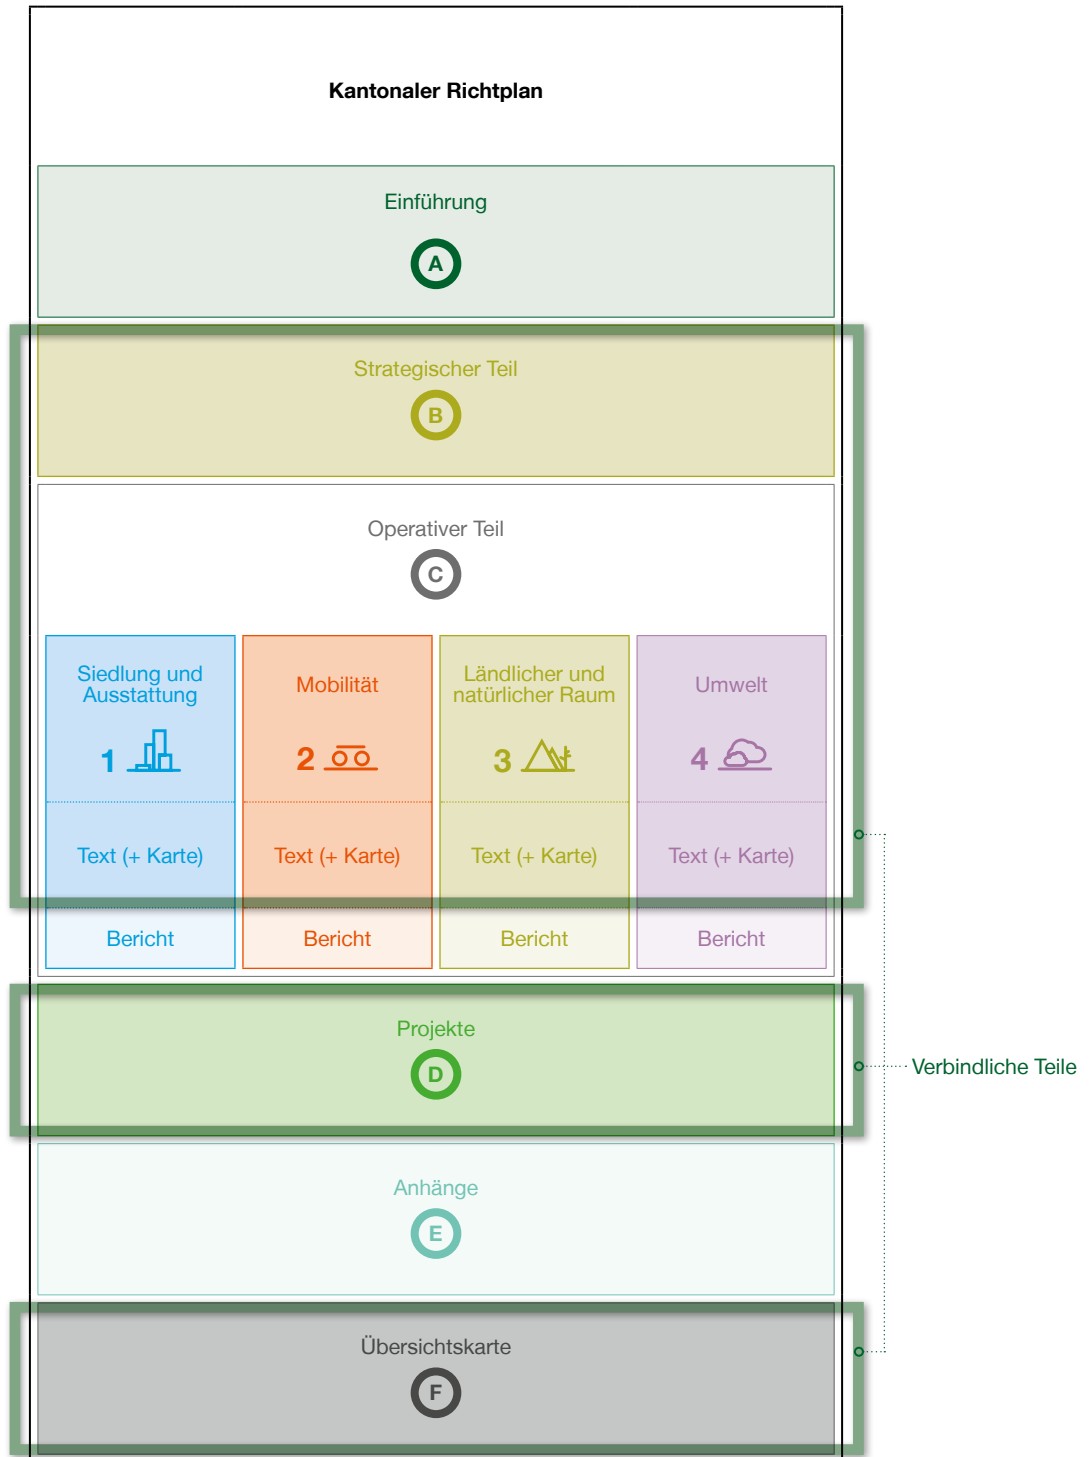 Kantonaler Richtplan
Einführung
A
Strategischer Teil
B
Operativer Teil
C
Siedlung und
Ausstattung
1
Text (+ Karte)
Bericht
Mobilität
2
Text (+ Karte)
Bericht
Ländlicher und
natürlicher Raum
3
Text (+ Karte)
Bericht
Umwelt
4
Text (+ Karte)
Bericht
Projekte
D
Verbindliche Teile
Anhänge
E
Übersichtskarte
F